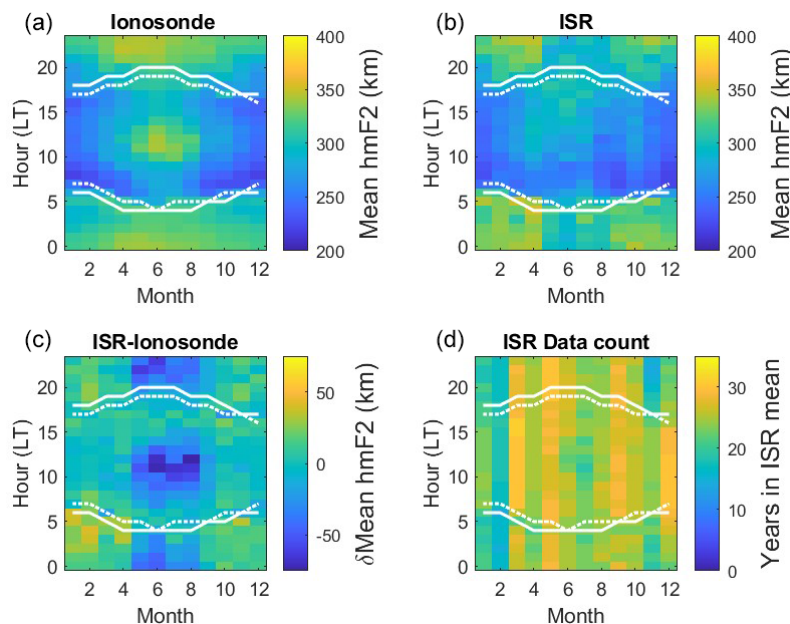 (a) Ionosonde
20
15
10
5
0
Hour (LT)
2 4 6 8 10 12
Month
400
350
300
250
200
Mean hmF2 (km)
(b) ISR
20
15
10
5
0
Hour (LT)
2 4 6 8 10 12
Month
400
350
300
250
200
Mean hmF2 (km)
(c) ISR-Ionosonde
20
15
10
5
0
Hour (LT)
2 4 6 8 10 12
Month
50
0
-50
δMean hmF2 (km)
(d) ISR Data count
20
15
10
5
0
Hour (LT)
2 4 6 8 10 12
Month
30
20
10
0
Years in ISR mean